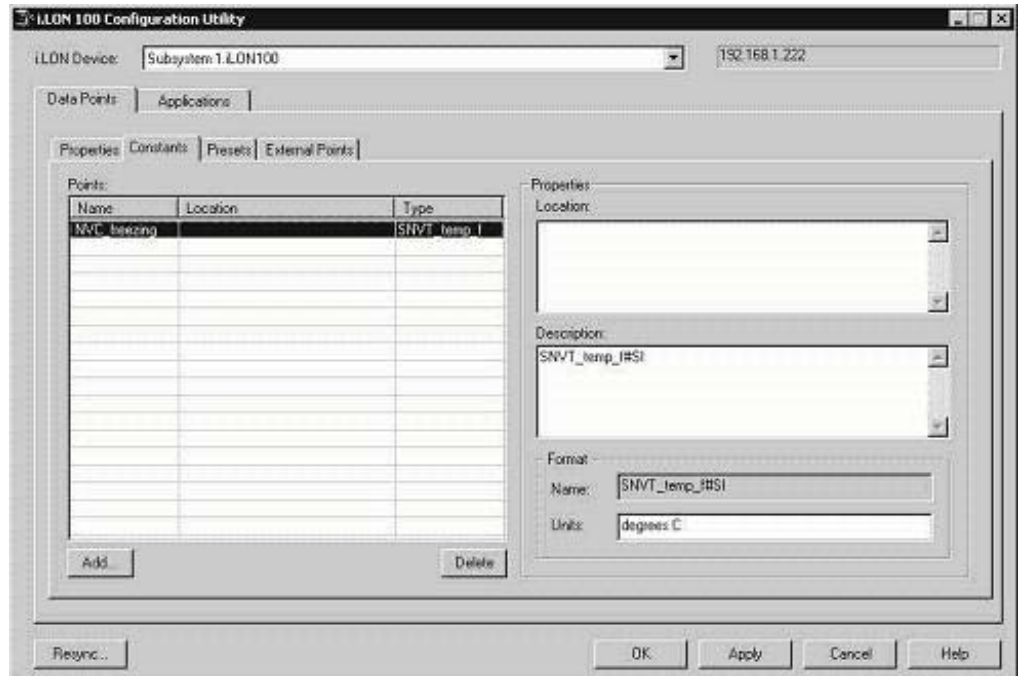 i.LON 100 Configuration Utility
i.LON Device: Subsystem 1.iLON100 192.168.1.222
Data Points Applications
Properties Constants Presets External Points
Points: Properties
Name Location Type Location:
NVC_freezing SNVT_temp_f
Description:
SNVT_temp_f#SI
Format
Name: SNVT_temp_f#SI
Units: degrees C
Add... Delete
Resync... OK Apply Cancel Help